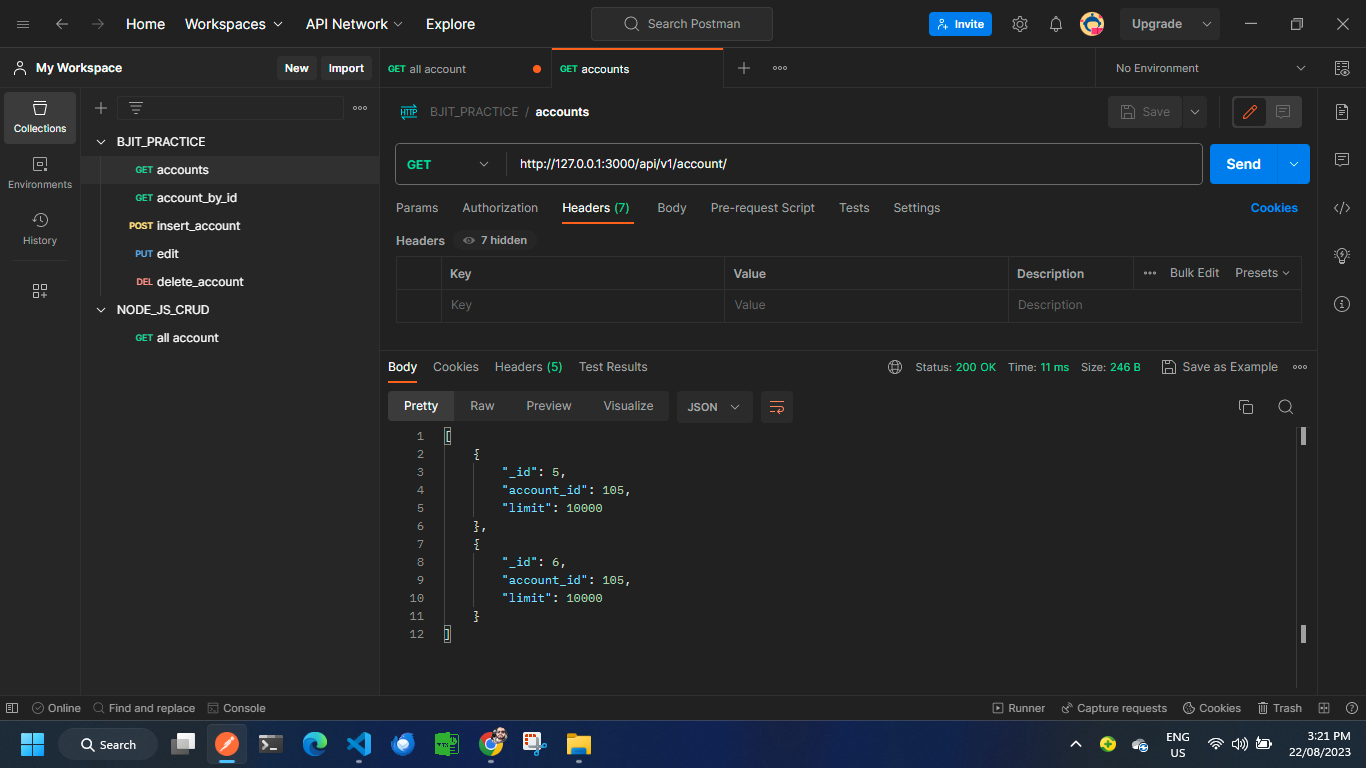 Home Workspaces API Network Explore Search Postman Invite Upgrade
My Workspace New Import GET all account GET accounts No Environment
Collections
Environments
History
BJIT_PRACTICE
GET accounts
GET account_by_id
POST insert_account
PUT edit
DEL delete_account
NODE_JS_CRUD
GET all account
HTTP BJIT_PRACTICE / accounts Save
GET http://127.0.0.1:3000/api/v1/account/ Send
Params Authorization Headers (7) Body Pre-request Script Tests Settings Cookies
Headers 7 hidden
Key Value Description Bulk Edit Presets
Key Value Description
Body Cookies Headers (5) Test Results Status: 200 OK Time: 11 ms Size: 246 B Save as Example
Pretty Raw Preview Visualize JSON
1 [
2 {
3 "_id": 5,
4 "account_id": 105,
5 "limit": 10000
6 },
7 {
8 "_id": 6,
9 "account_id": 105,
10 "limit": 10000
11 }
12 ]
Online Find and replace Console Runner Capture requests Cookies Trash
Search ENG US 3:21 PM
22/08/2023